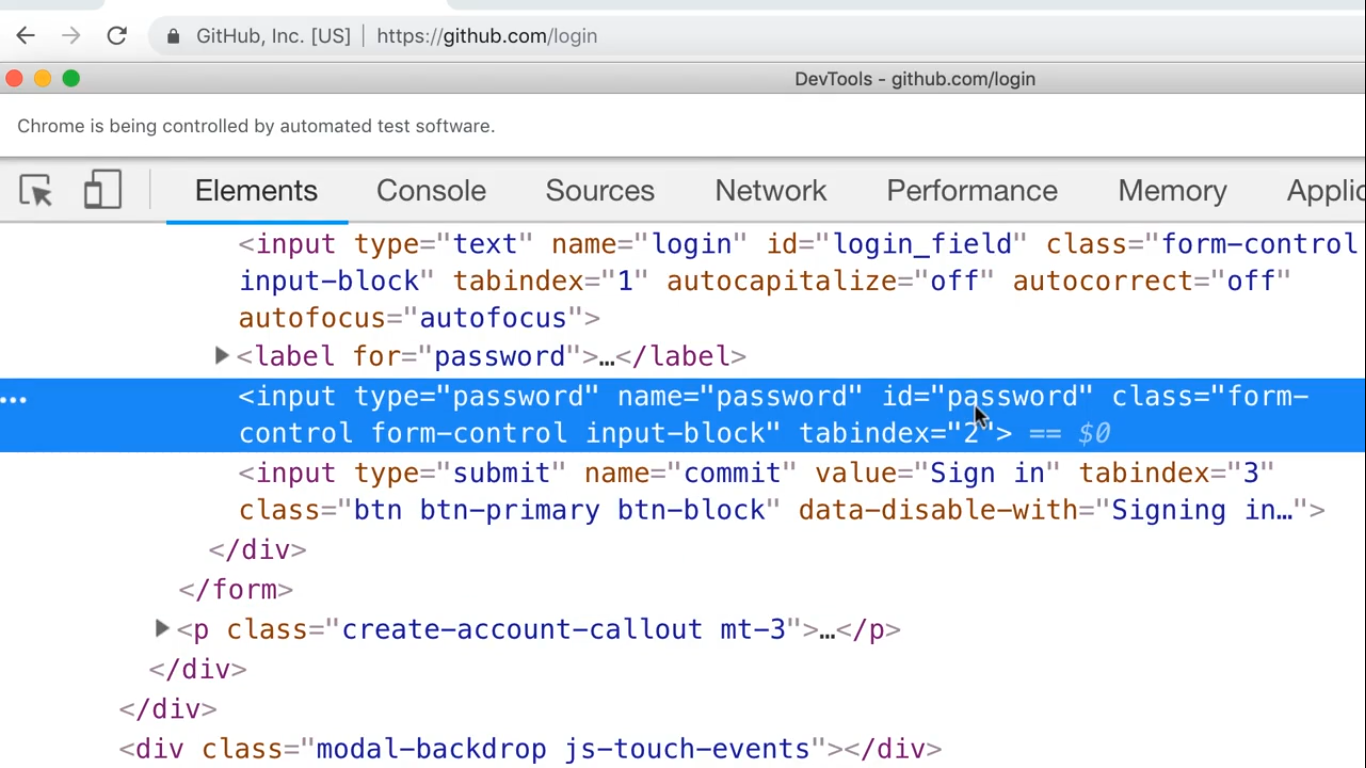 GitHub, Inc. [US] | https://github.com/login
DevTools - github.com/login
Chrome is being controlled by automated test software.
Elements Console Sources Network Performance Memory Applic
<input type="text" name="login" id="login_field" class="form-control
input-block" tabindex="1" autocapitalize="off" autocorrect="off"
autofocus="autofocus">
<label for="password">…</label>
<input type="password" name="password" id="password" class="form-
control form-control input-block" tabindex="2"> == $0
<input type="submit" name="commit" value="Sign in" tabindex="3"
class="btn btn-primary btn-block" data-disable-with="Signing in…">
</div>
</form>
<p class="create-account-callout mt-3">…</p>
</div>
</div>
<div class="modal-backdrop js-touch-events"></div>